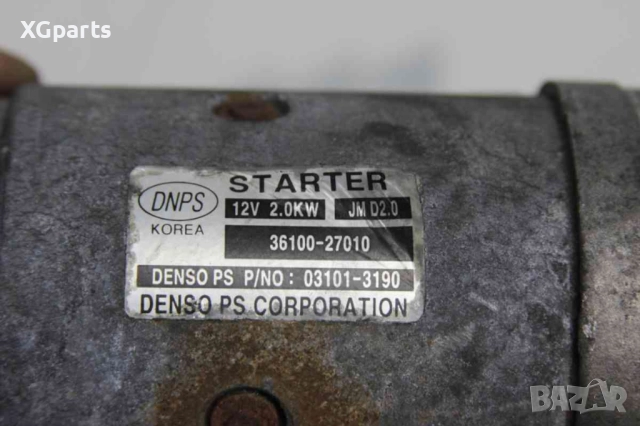 XGparts
STARTER
DNPS
12V 2.0KW
JM D2.0
KOREA
36100-27010
DENSO PS P/NO: 03101-3190
DENSO PS CORPORATION
BAZAR